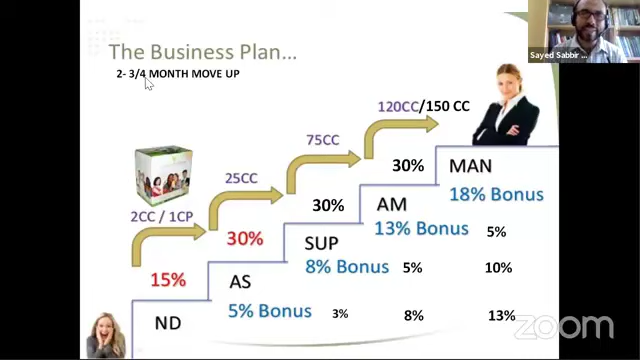 The Business Plan...
2- 3/4 MONTH MOVE UP
Sayed Sabbir
120CC/150 CC
75CC
25CC
2CC / 1CP
30% MAN
18% Bonus
30% AM
13% Bonus 5%
30% SUP
8% Bonus 5% 10%
15% AS
5% Bonus 3% 8% 13%
ND
zoom